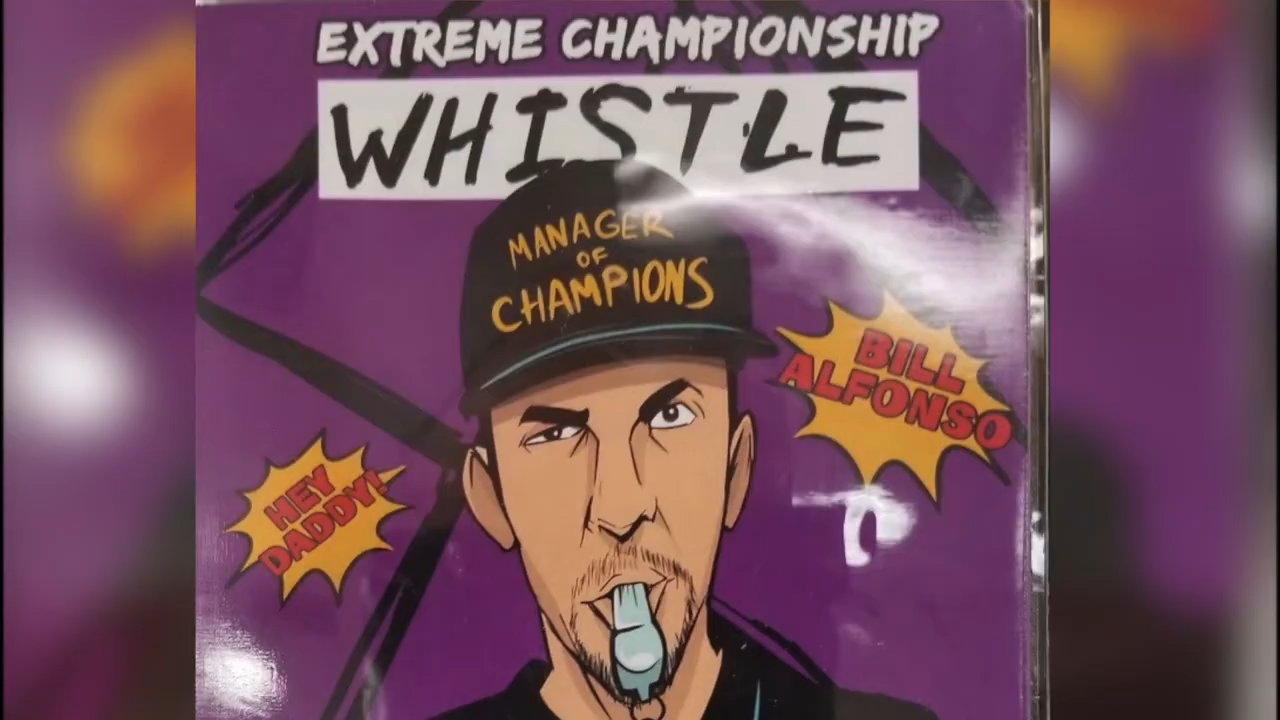 EXTREME CHAMPIONSHIP
WHISTLE
MANAGER
OF
CHAMPIONS
BILL
ALFONSO
HEY
DADDY!